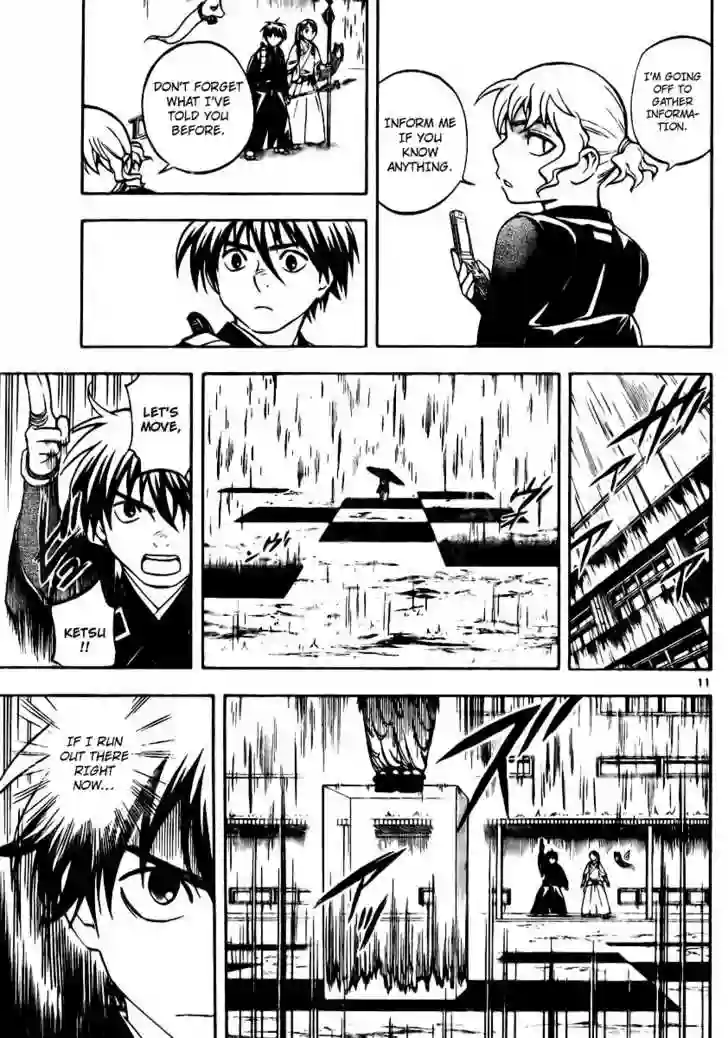 I'M GOING
OFF TO
GATHER
INFORMA-
TION.
INFORM ME
IF YOU
KNOW
ANYTHING.
DON'T FORGET
WHAT I'VE
TOLD YOU
BEFORE.
LET'S
MOVE,
KETSU
!!
11
IF I RUN
OUT THERE
RIGHT
NOW...